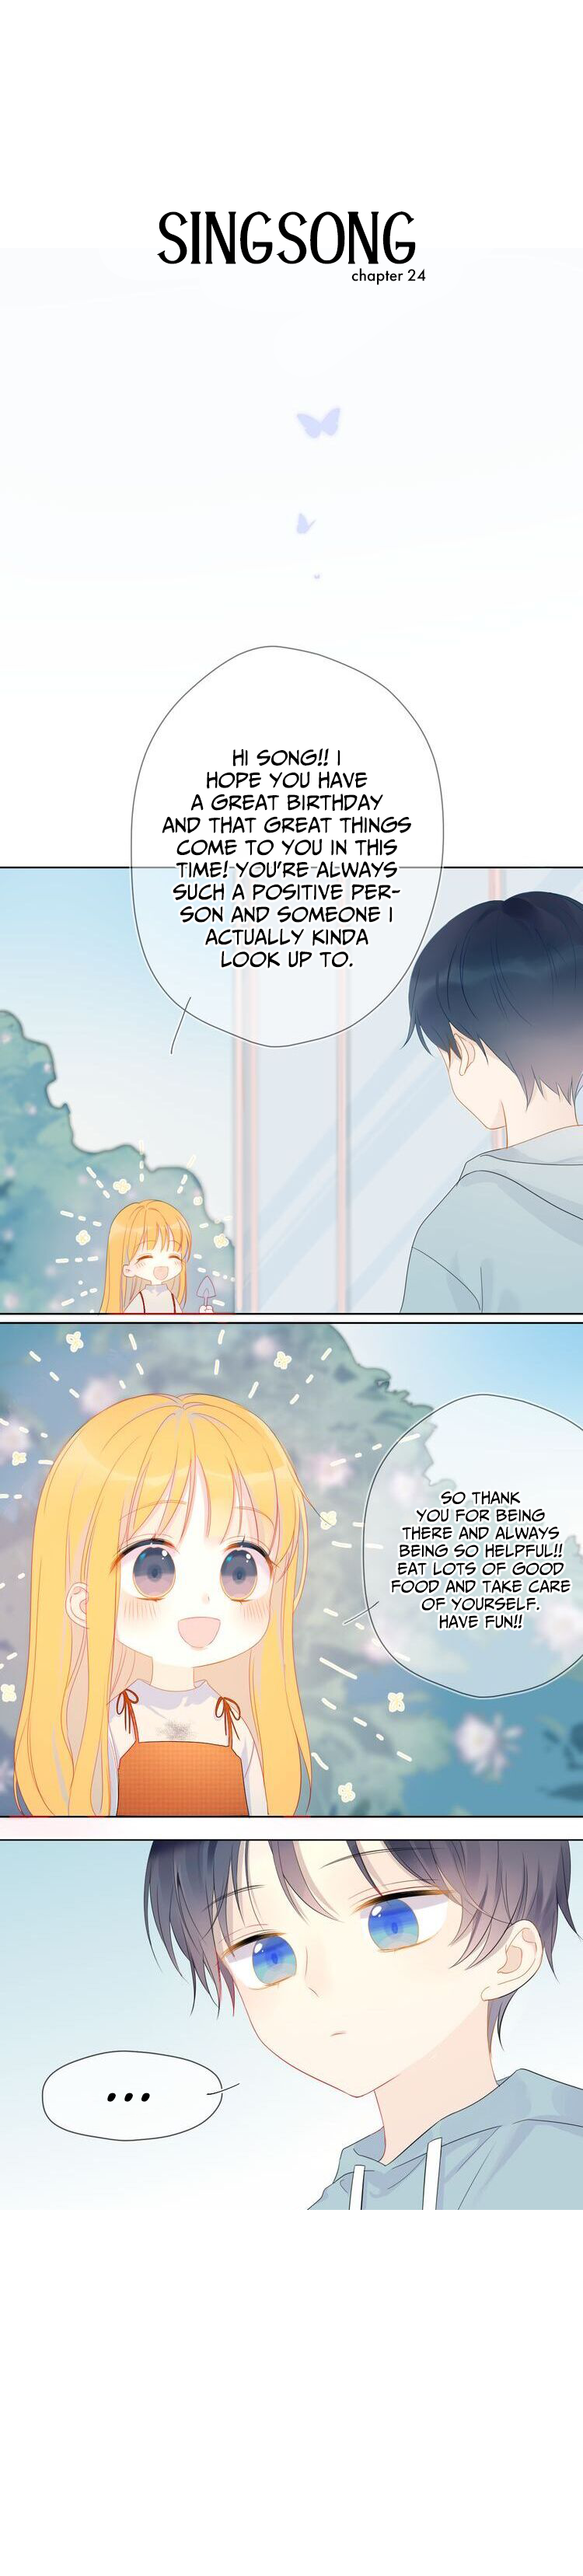 SINGSONG
chapter 24
HI SONG!! I
HOPE YOU HAVE
A GREAT BIRTHDAY
AND THAT GREAT THINGS
COME TO YOU IN THIS
TIME! YOU'RE ALWAYS
SUCH A POSITIVE PER-
SON AND SOMEONE I
ACTUALLY KINDA
LOOK UP TO.
SO THANK
YOU FOR BEING
THERE AND ALWAYS
BEING SO HELPFUL!!
EAT LOTS OF GOOD
FOOD AND TAKE CARE
OF YOURSELF.
HAVE FUN!!
...